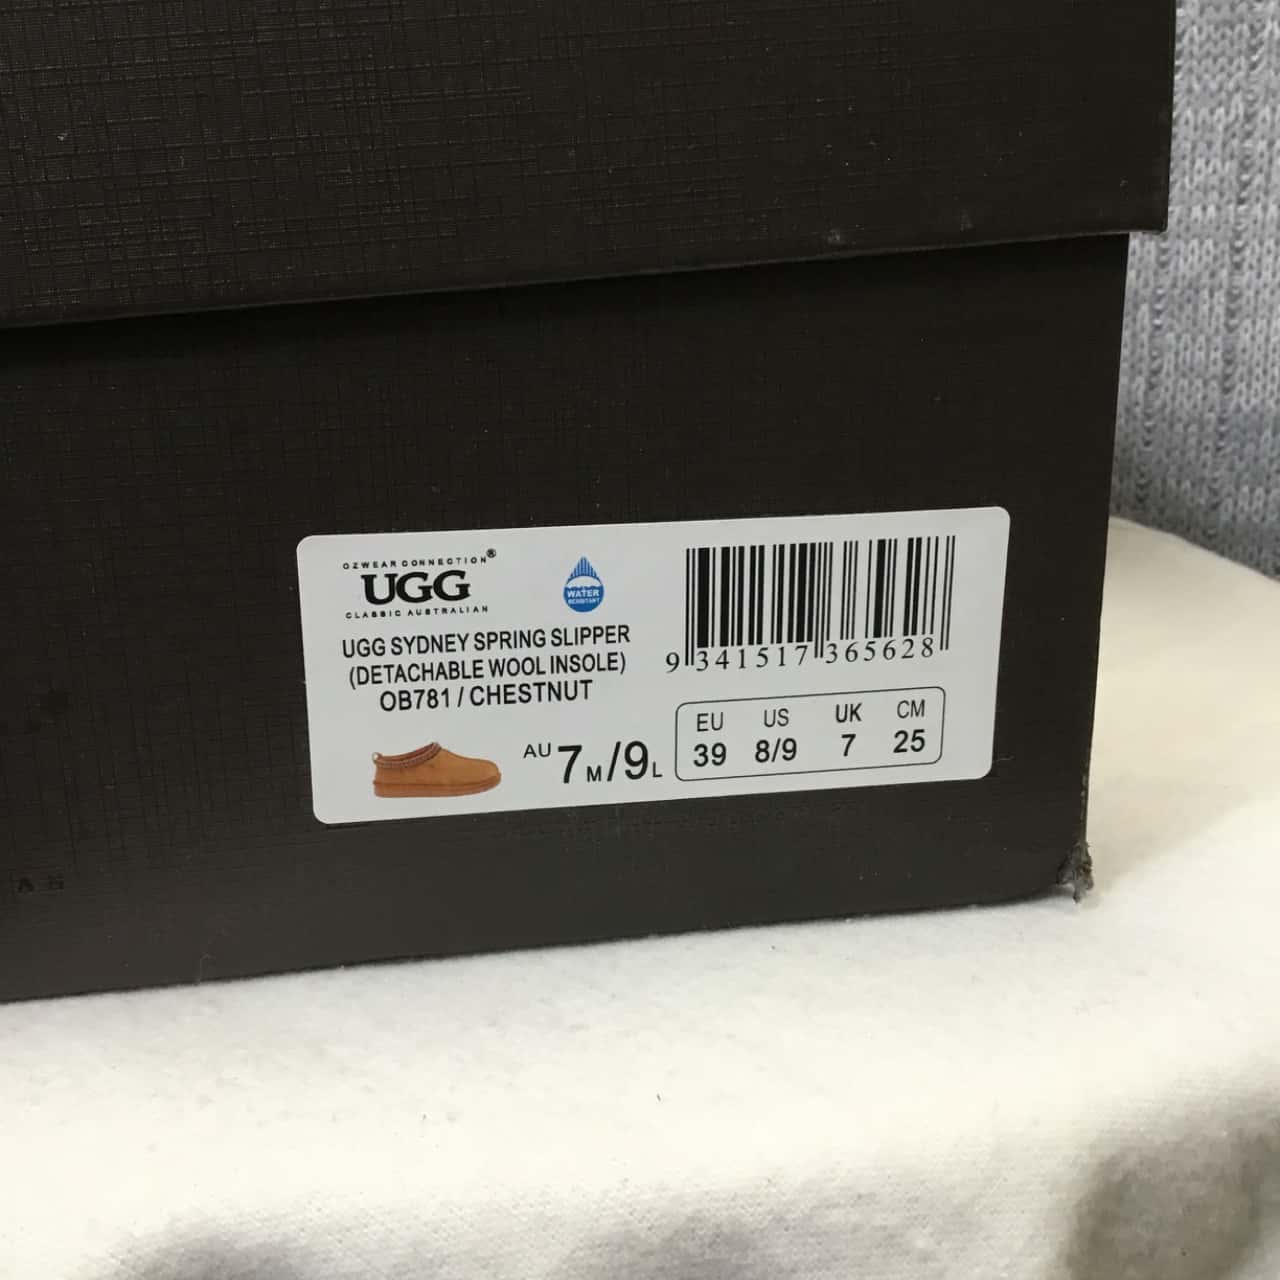 OZWEAR CONNECTION®
UGG
CLASSIC AUSTRALIAN
WATER
RESISTANT
UGG SYDNEY SPRING SLIPPER
(DETACHABLE WOOL INSOLE)
OB781 / CHESTNUT
9 341517 365628
AU 7M/9L
EU US UK CM
39 8/9 7 25